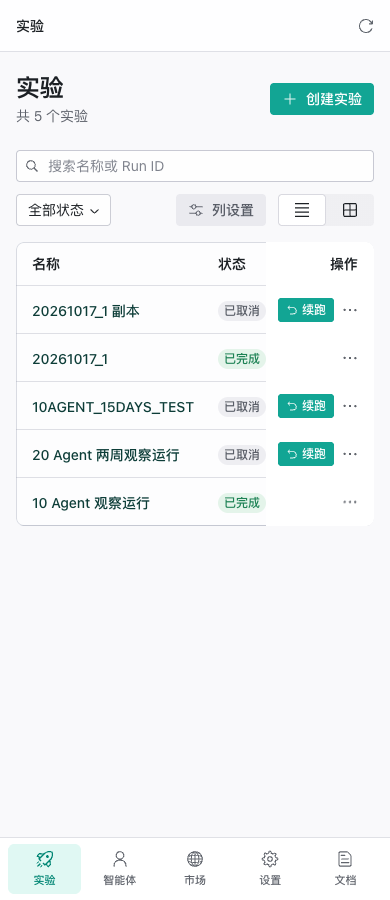 实验
实验
共 5 个实验
创建实验
搜索名称或 Run ID
全部状态
列设置
名称 状态 操作
20261017_1 副本 已取消 续跑 ···
20261017_1 已完成 ···
10AGENT_15DAYS_TEST 已取消 续跑 ···
20 Agent 两周观察运行 已取消 续跑 ···
10 Agent 观察运行 已完成 ···
实验 智能体 市场 设置 文档